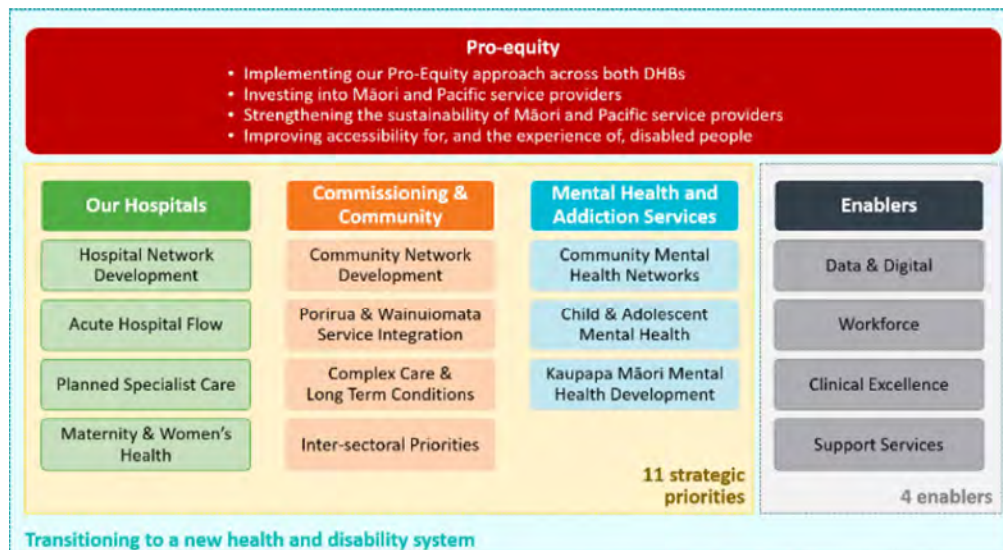 Pro-equity
• Implementing our Pro-Equity approach across both DHBs
• Investing into Māori and Pacific service providers
• Strengthening the sustainability of Māori and Pacific service providers
• Improving accessibility for, and the experience of, disabled people
Our Hospitals
Hospital Network
Development
Acute Hospital Flow
Planned Specialist Care
Maternity & Women's
Health
Commissioning &
Community
Community Network
Development
Porirua & Wainuiomata
Service Integration
Complex Care &
Long Term Conditions
Inter-sectoral Priorities
Mental Health and
Addiction Services
Community Mental
Health Networks
Child & Adolescent
Mental Health
Kaupapa Māori Mental
Health Development
11 strategic
priorities
Enablers
Data & Digital
Workforce
Clinical Excellence
Support Services
4 enablers
Transitioning to a new health and disability system